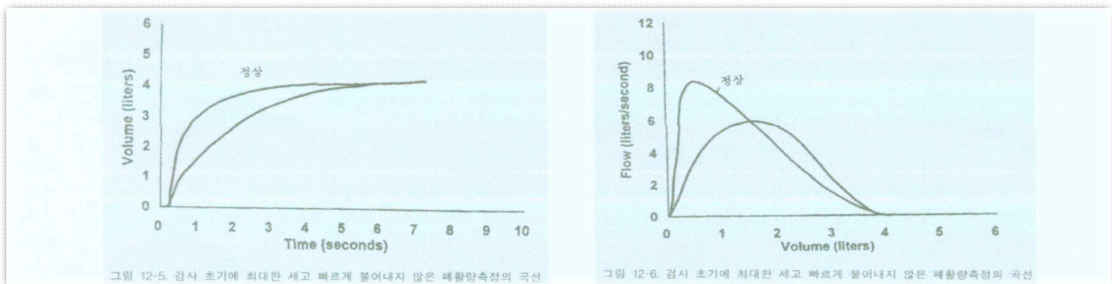 6
5
4
3
2
1
0
Volume (liters)
정상
0 1 2 3 4 5 6 7 8 9 10
Time (seconds)
그림 12-5. 검사 초기에 최대한 세고 빠르게 불어내지 않은 폐활량측정의 곡선
12
10
8
6
4
2
0
Flow (liters/second)
정상
0 1 2 3 4 5 6
Volume (liters)
그림 12-6. 검사 초기에 최대한 세고 빠르게 불어내지 않은 폐활량측정의 곡선